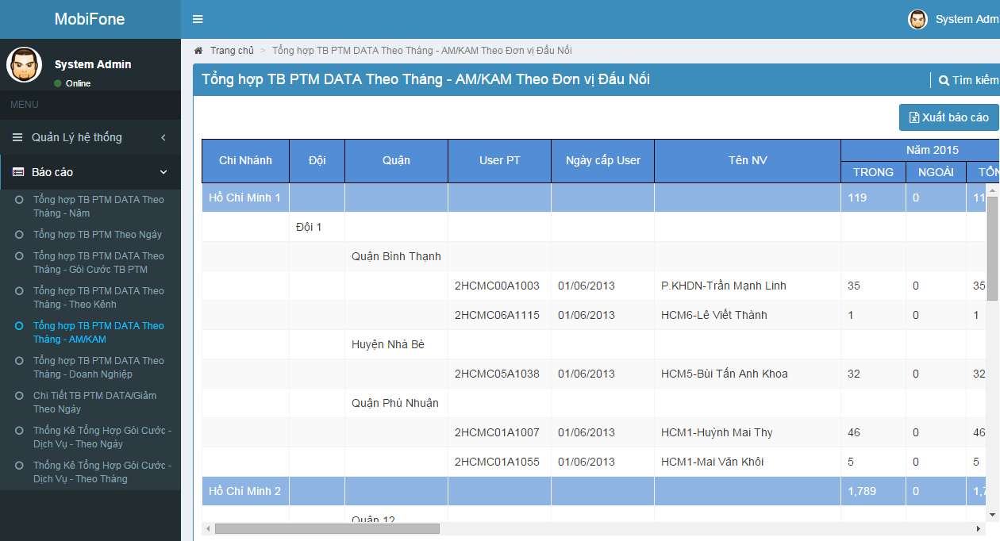 MobiFone
System Adm
System Admin
Online
MENU
Quản Lý hệ thống
Báo cáo
Tổng hợp TB PTM DATA Theo
Tháng - Năm
Tổng hợp TB PTM Theo Ngày
Tổng hợp TB PTM DATA Theo
Tháng - Gói Cước TB PTM
Tổng hợp TB PTM DATA Theo
Tháng - Theo Kênh
Tổng hợp TB PTM DATA Theo
Tháng - AM/KAM
Tổng hợp TB PTM DATA Theo
Tháng - Doanh Nghiệp
Chi Tiết TB PTM DATA/Giảm
Theo Ngày
Thống Kê Tổng Hợp Gói Cước -
Dịch Vụ - Theo Ngày
Thống Kê Tổng Hợp Gói Cước -
Dịch Vụ - Theo Tháng
Trang chủ > Tổng hợp TB PTM DATA Theo Tháng - AM/KAM Theo Đơn vị Đấu Nối
Tổng hợp TB PTM DATA Theo Tháng - AM/KAM Theo Đơn vị Đấu Nối
Tìm kiếm
Xuất báo cáo
Chi Nhánh Đội Quận User PT Ngày cấp User Tên NV Năm 2015
TRONG NGOÀI TỔN
Hồ Chí Minh 1 119 0 11
Đội 1
Quận Bình Thạnh
2HCMC00A1003 01/06/2013 P.KHDN-Trần Mạnh Linh 35 0 35
2HCMC06A1115 01/06/2013 HCM6-Lê Viết Thành 1 0 1
Huyện Nhà Bè
2HCMC05A1038 01/06/2013 HCM5-Bùi Tấn Anh Khoa 32 0 32
Quận Phú Nhuận
2HCMC01A1007 01/06/2013 HCM1-Huỳnh Mai Thy 46 0 46
2HCMC01A1055 01/06/2013 HCM1-Mai Văn Khôi 5 0 5
Hồ Chí Minh 2 1,789 0 1,7
Quận 12